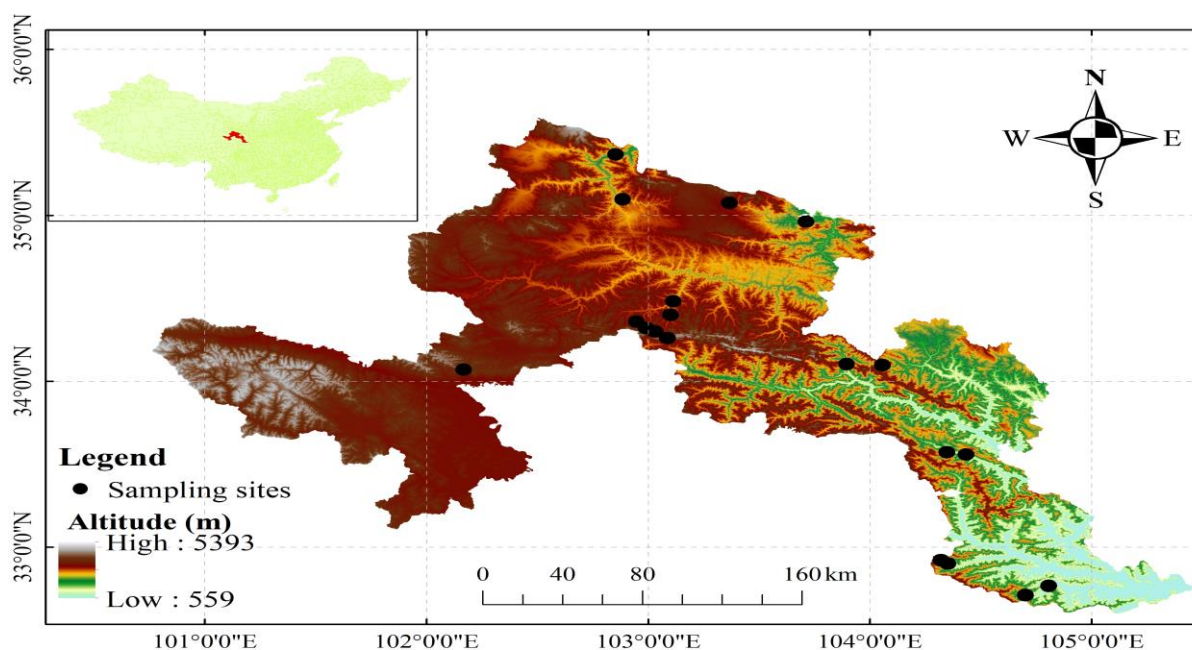 36°0'0"N
35°0'0"N
34°0'0"N
33°0'0"N
N
W E
S
Legend
Sampling sites
Altitude (m)
High : 5393
Low : 559
0 40 80 160 km
101°0'0"E 102°0'0"E 103°0'0"E 104°0'0"E 105°0'0"E